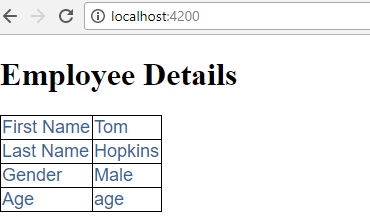 localhost:4200
Employee Details
First Name Tom
Last Name Hopkins
Gender Male
Age age